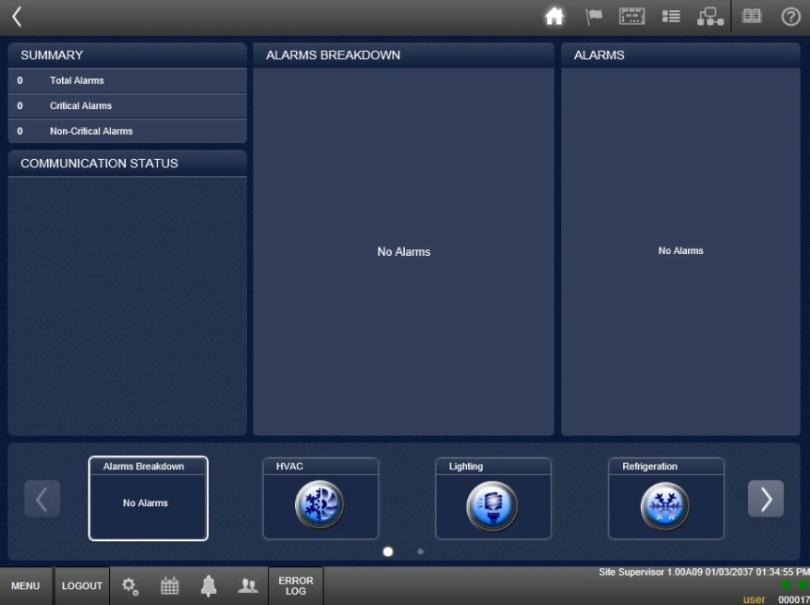 SUMMARY
0 Total Alarms
0 Critical Alarms
0 Non-Critical Alarms
COMMUNICATION STATUS
ALARMS BREAKDOWN
No Alarms
ALARMS
No Alarms
Alarms Breakdown
No Alarms
HVAC
Lighting
Refrigeration
MENU
LOGOUT
ERROR
LOG
Site Supervisor 1.00A09 01/03/2037 01:34:55 PM
user 000017